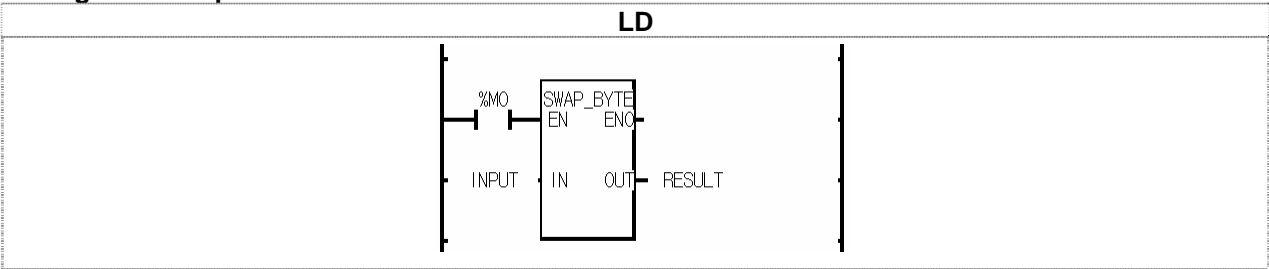 LD
%M0 SWAP_BYTE
EN ENO
INPUT IN OUT RESULT